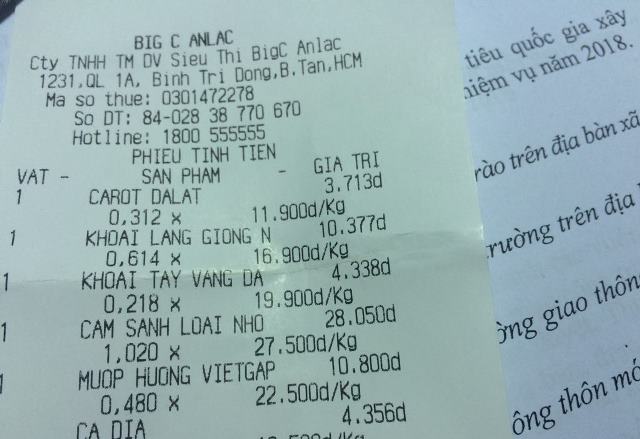 BIG C ANLAC
Cty TNHH TM DV Sieu Thi BigC Anlac
1231,QL 1A, Binh Tri Dong,B.Tan,HCM
Ma so thue: 0301472278
So DT: 84-028 38 770 670
Hotline: 1800 555555
PHIEU TINH TIEN
VAT - SAN PHAM - GIA TRI
1 CAROT DALAT 3.713d
0,312 x 11.900d/Kg
1 KHOAI LANG GIONG N 10.377d
0,614 x 16.900d/Kg
1 KHOAI TAY VANG DA 4.338d
0,218 x 19.900d/Kg
1 CAM SANH LOAI NHO 28.050d
1,020 x 27.500d/Kg
1 MUOP HUONG VIETGAP 10.800d
0,480 x 22.500d/Kg
CA DIA 4.356d
tiêu quốc gia xây
vụ năm 2018.
trên địa bàn xã
trên địa
giao thôn
thôn